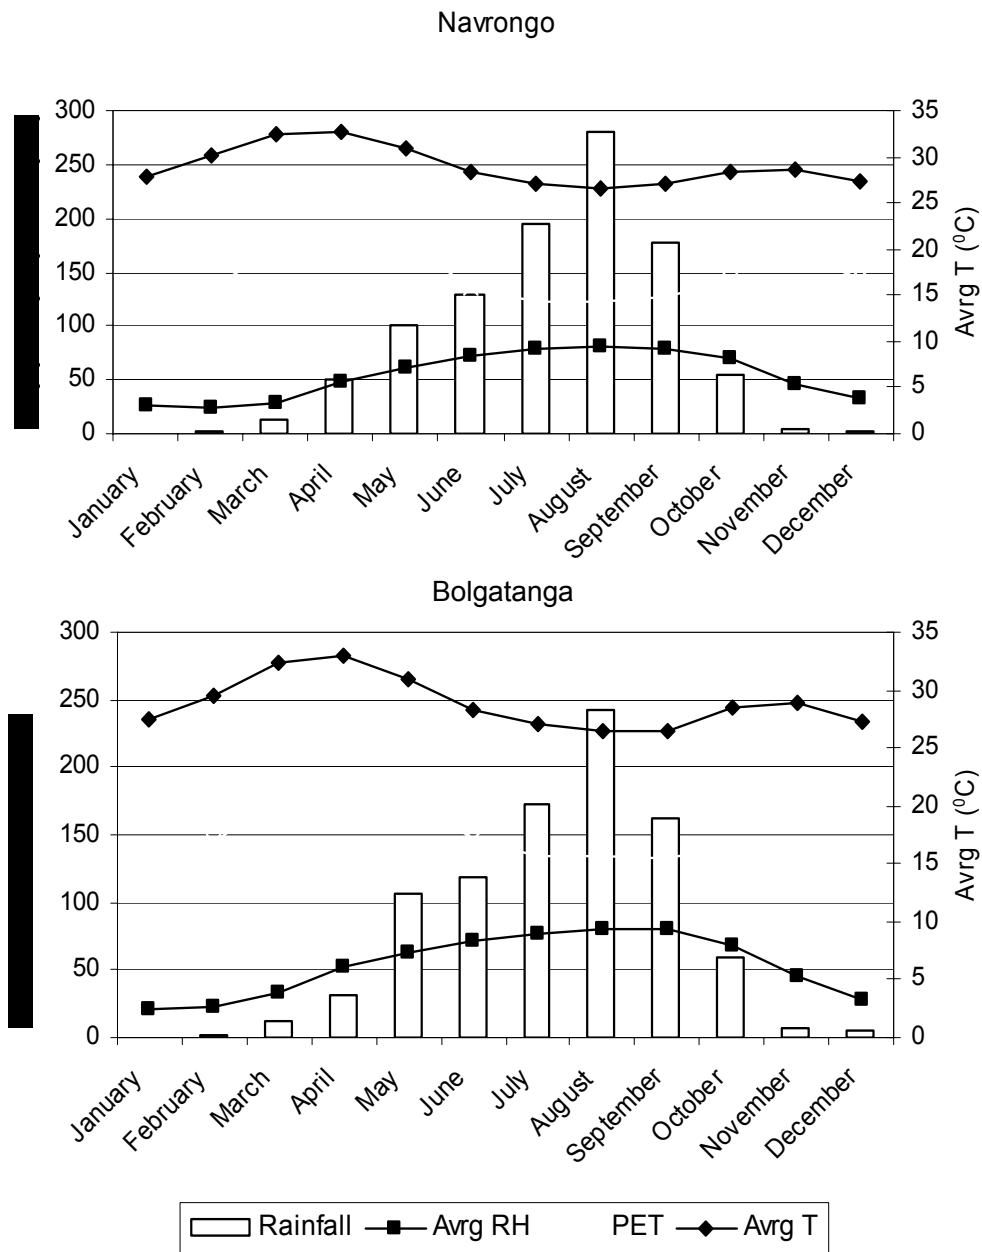 Navrongo
300
250
200
150
100
50
0
35
30
25
20
15
10
5
0
Avrg T (⁰C)
January
February
March
April
May
June
July
August
September
October
November
December
Bolgatanga
300
250
200
150
100
50
0
35
30
25
20
15
10
5
0
Avrg T (⁰C)
January
February
March
April
May
June
July
August
September
October
November
December
Rainfall Avrg RH PET Avrg T